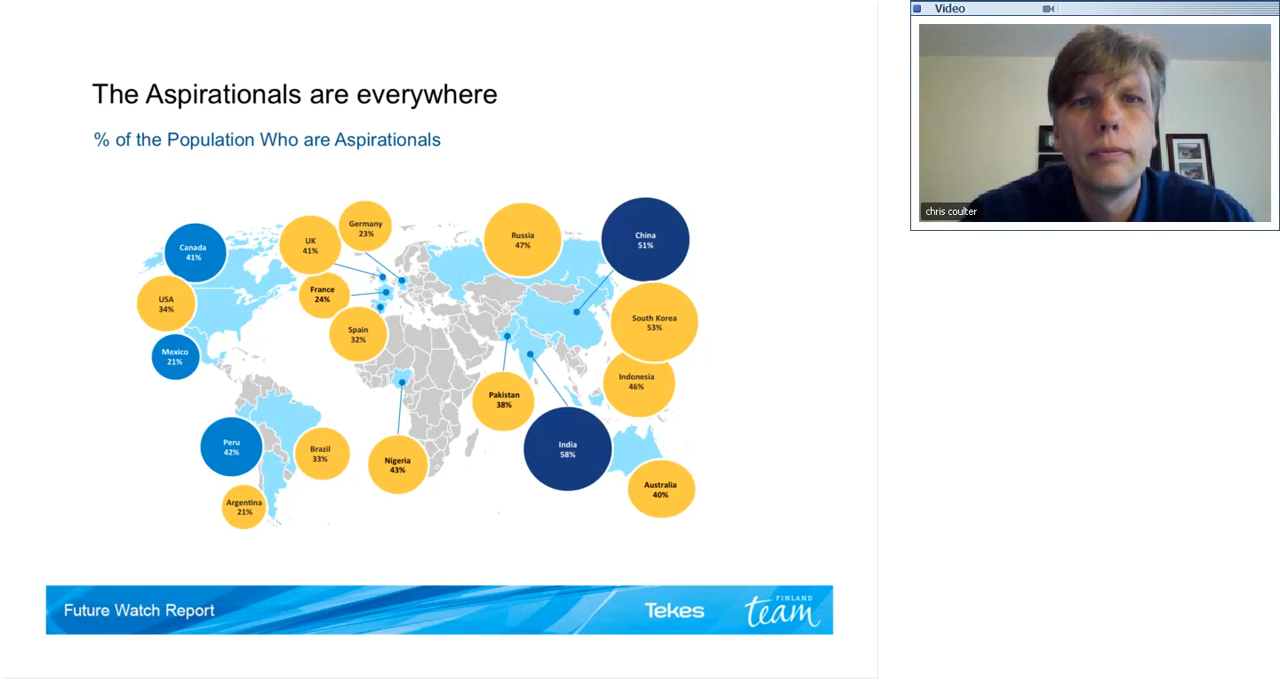 Video
The Aspirationals are everywhere
% of the Population Who are Aspirationals
Canada
41%
UK
41%
Germany
23%
Russia
47%
China
51%
USA
34%
France
24%
Spain
32%
South Korea
53%
Mexico
21%
Pakistan
38%
Indonesia
46%
Peru
42%
Brazil
33%
Nigeria
43%
India
58%
Argentina
21%
Australia
40%
chris coulter
Future Watch Report
Tekes
FINLAND
team